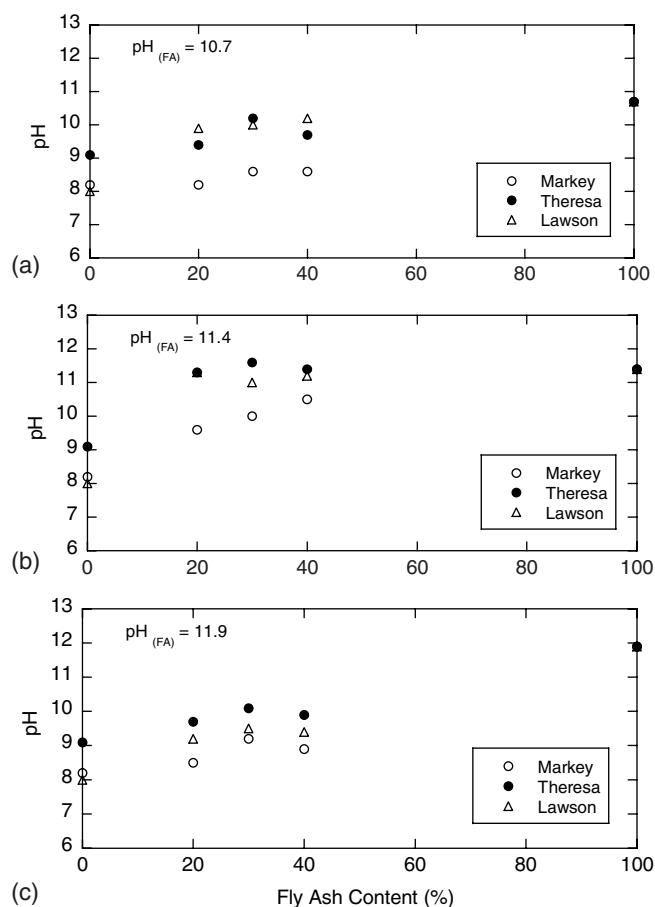 13
12
11
10
9
8
7
6
pH
pH (FA) = 10.7
Markey
Theresa
Lawson
(a)
0 20 40 60 80 100
13
12
11
10
9
8
7
6
pH
pH (FA) = 11.4
Markey
Theresa
Lawson
(b)
0 20 40 60 80 100
13
12
11
10
9
8
7
6
pH
pH (FA) = 11.9
Markey
Theresa
Lawson
(c)
0 20 40 60 80 100
Fly Ash Content (%)